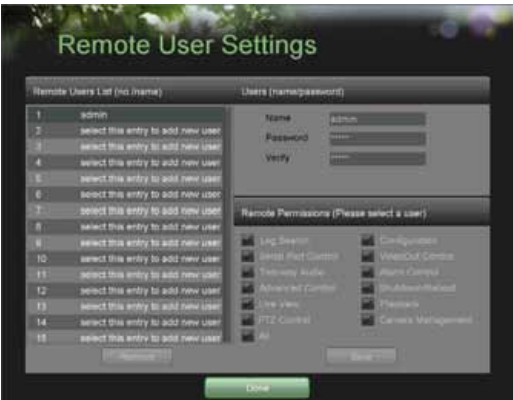 Remote User Settings
Remote Users List (no./name)
Users (name/password)
1 admin
2 select this entry to add new user
3 select this entry to add new user
4 select this entry to add new user
5 select this entry to add new user
6 select this entry to add new user
7 select this entry to add new user
8 select this entry to add new user
9 select this entry to add new user
10 select this entry to add new user
11 select this entry to add new user
12 select this entry to add new user
13 select this entry to add new user
14 select this entry to add new user
15 select this entry to add new user
Name admin
Password *****
Verify *****
Remote Permissions (Please select a user)
Log Search
Configuration
Serial Port Control
VideoOut Control
Two-way Audio
Alarm Control
Advanced Control
Shutdown/Reboot
Live View
Playback
PTZ Control
Camera Management
All
Remove
Save
Done